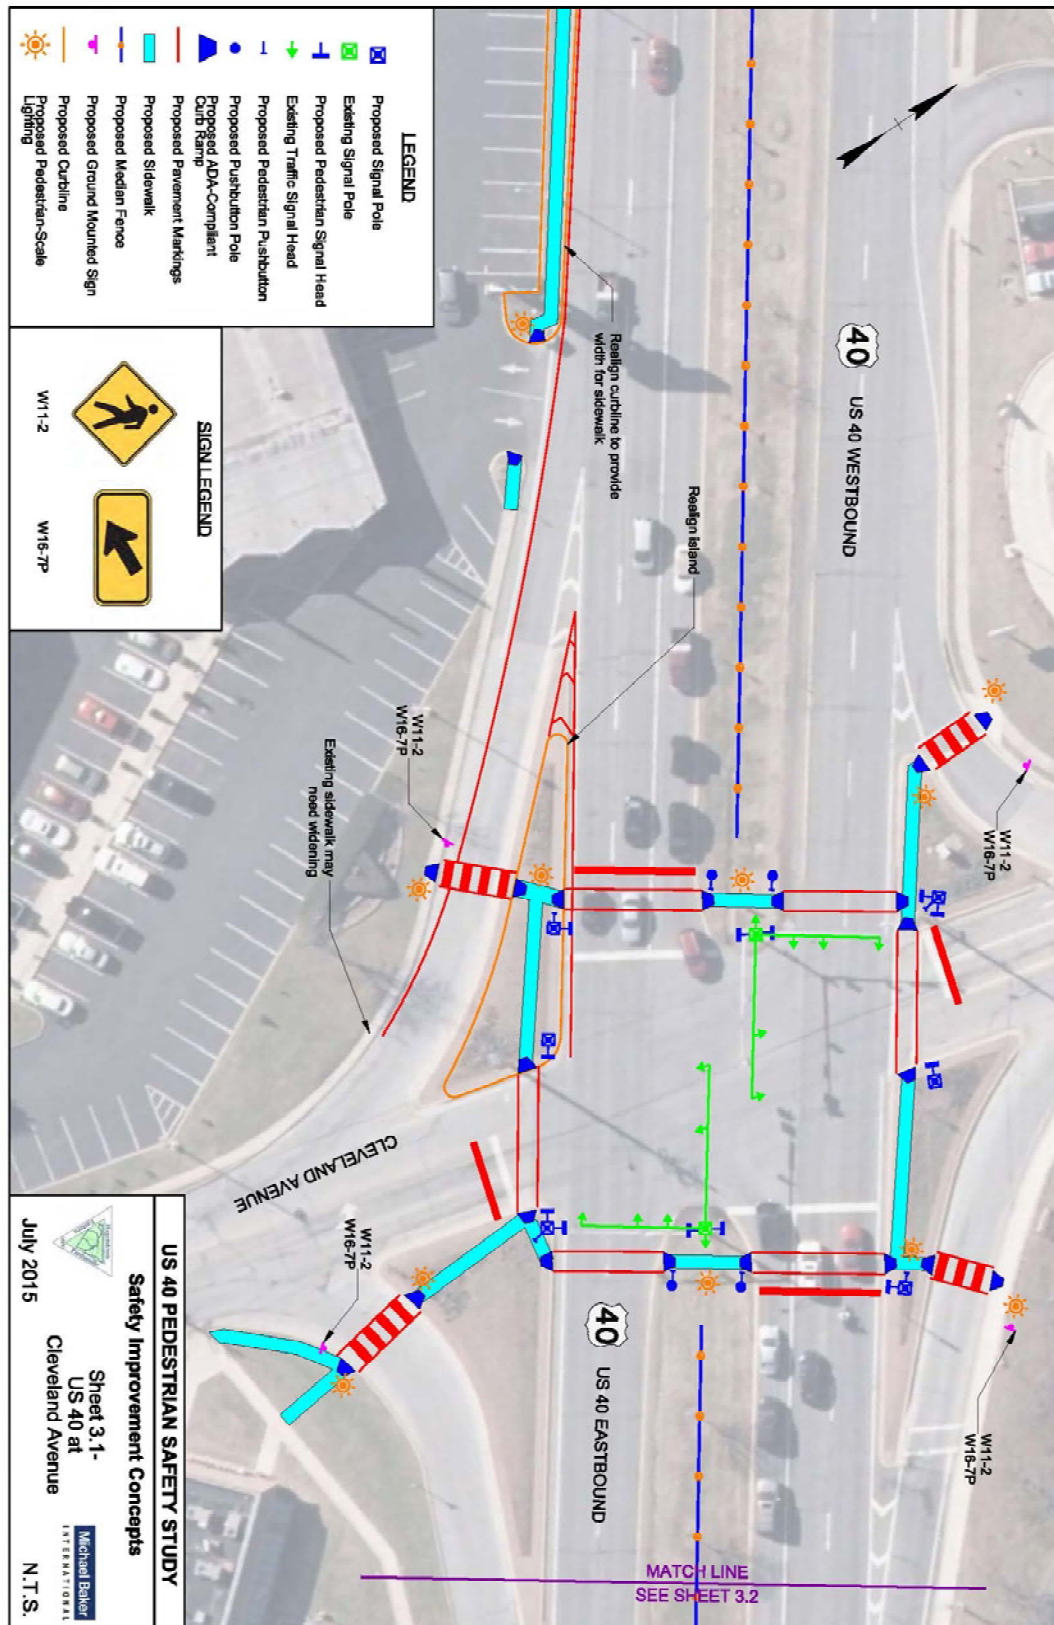 LEGEND
Proposed Signal Pole
Existing Signal Pole
Proposed Pedestrian Signal Head
Existing Traffic Signal Head
Proposed Pedestrian Pushbutton
Proposed Pushbutton Pole
Proposed ADA-Compliant
Curb Ramp
Proposed Pavement Markings
Proposed Sidewalk
Proposed Median Fence
Proposed Ground Mounted Sign
Proposed Curbline
Proposed Pedestrian-Scale
Lighting
SIGN LEGEND
W11-2
W16-7P
40
US 40 WESTBOUND
Realign curbline to provide
width for sidewalk
Realign island
W11-2
W16-7P
W11-2
W16-7P
Existing sidewalk may
need widening
CLEVELAND AVENUE
W11-2
W16-7P
40
US 40 EASTBOUND
W11-2
W16-7P
MATCH LINE
SEE SHEET 3.2
US 40 PEDESTRIAN SAFETY STUDY
Safety Improvement Concepts
Sheet 3.1-
US 40 at
Cleveland Avenue
July 2015
Michael Baker
INTERNATIONAL
N.T.S.